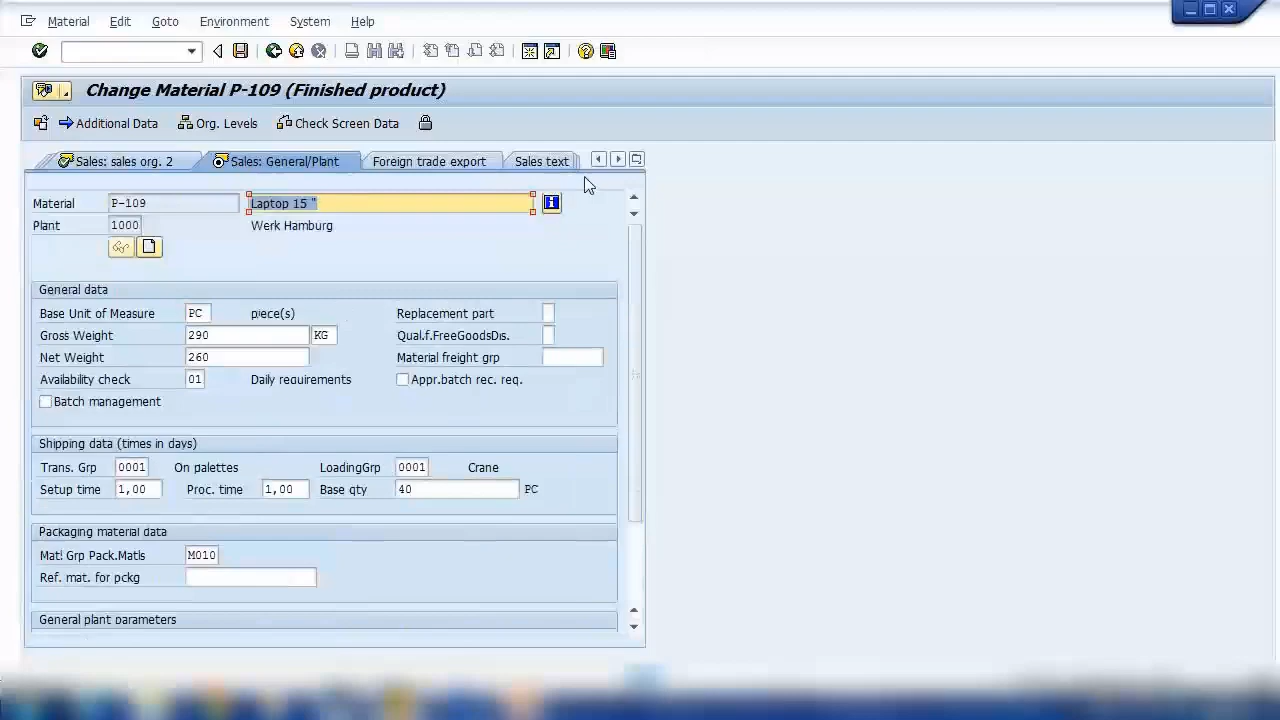 Material Edit Goto Environment System Help
Change Material P-109 (Finished product)
Additional Data Org. Levels Check Screen Data
Sales: sales org. 2 Sales: General/Plant Foreign trade export Sales text
Material P-109 Laptop 15 "
Plant 1000 Werk Hamburg
General data
Base Unit of Measure PC piece(s) Replacement part
Gross Weight 290 KG Qual.f.FreeGoodsDis.
Net Weight 260 Material freight grp
Availability check 01 Daily requirements Appr.batch rec. req.
Batch management
Shipping data (times in days)
Trans. Grp 0001 On palettes LoadingGrp 0001 Crane
Setup time 1,00 Proc. time 1,00 Base qty 40 PC
Packaging material data
Matl Grp Pack.Matls M010
Ref. mat. for pckg
General plant parameters